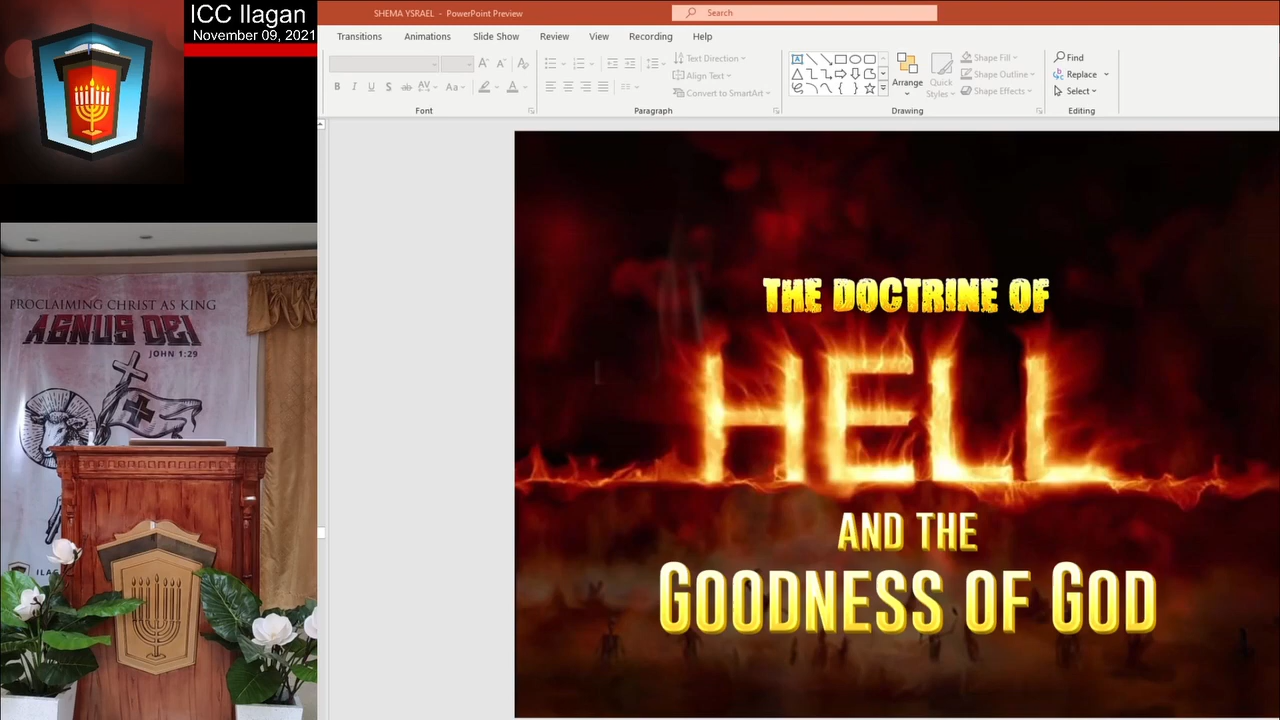 ICC Ilagan
November 09, 2021
SHEMA YSRAEL - PowerPoint Preview
Search
Transitions
Animations
Slide Show
Review
View
Recording
Help
Text Direction
Align Text
Convert to SmartArt
Arrange
Quick
Styles
Shape Fill
Shape Outline
Shape Effects
Find
Replace
Select
Font
Paragraph
Drawing
Editing
THE DOCTRINE OF
HELL
AND THE
GOODNESS OF GOD
PROCLAIMING CHRIST AS KING
AGNUS DEI
JOHN 1:29